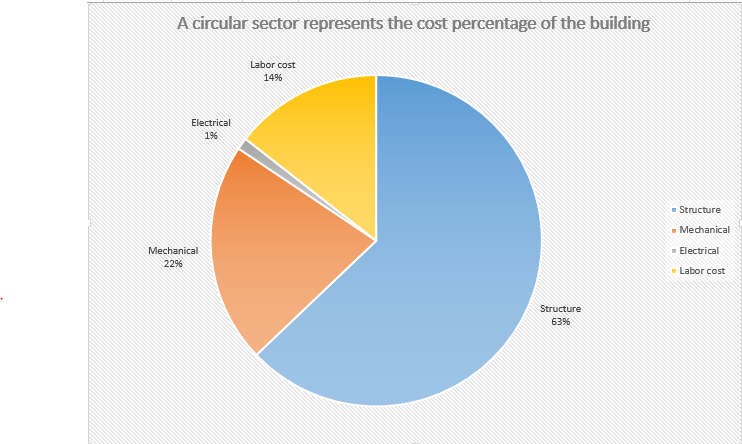 A circular sector represents the cost percentage of the building
Labor cost
14%
Electrical
1%
Mechanical
22%
Structure
63%
Structure
Mechanical
Electrical
Labor cost